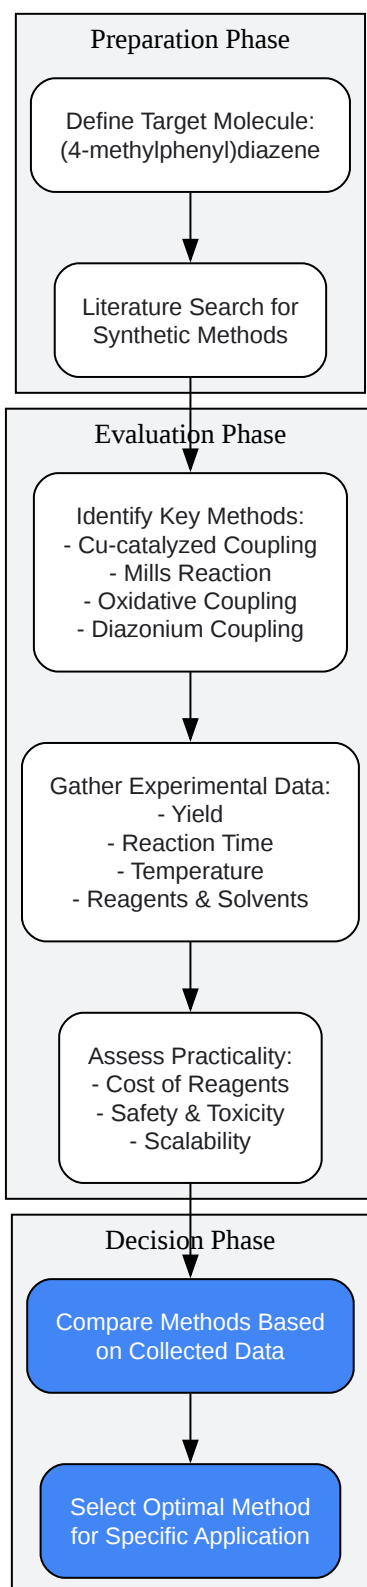 Preparation Phase
Define Target Molecule:
(4-methylphenyl)diazene
Literature Search for
Synthetic Methods
Evaluation Phase
Identify Key Methods:
- Cu-catalyzed Coupling
- Mills Reaction
- Oxidative Coupling
- Diazonium Coupling
Gather Experimental Data:
- Yield
- Reaction Time
- Temperature
- Reagents & Solvents
Assess Practicality:
- Cost of Reagents
- Safety & Toxicity
- Scalability
Decision Phase
Compare Methods Based
on Collected Data
Select Optimal Method
for Specific Application